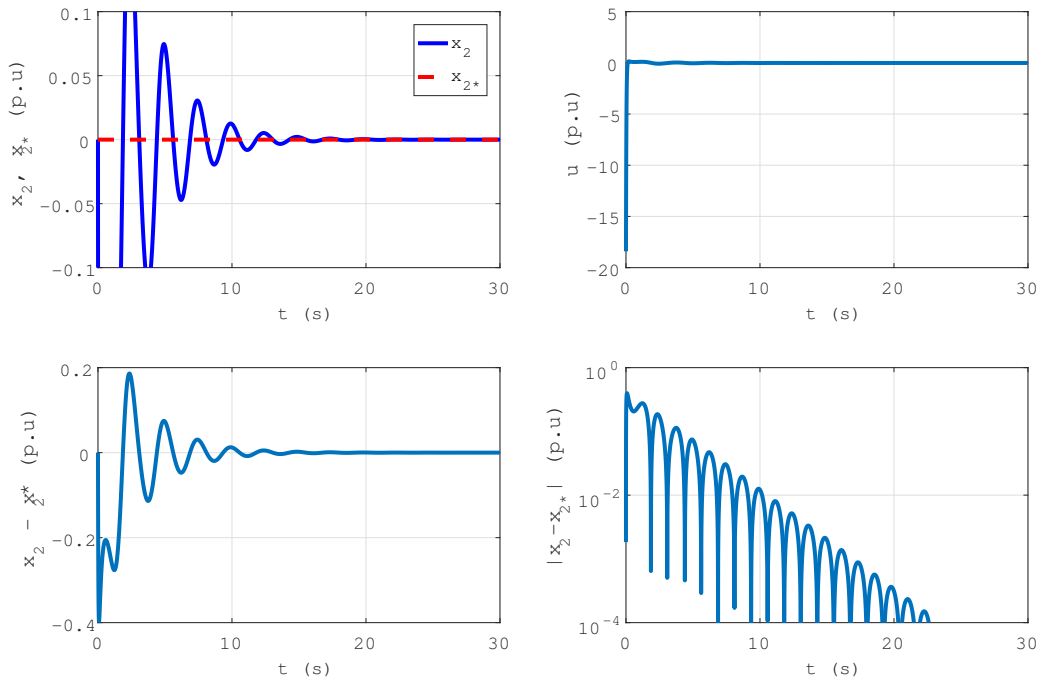 0.1
0.05
0
-0.05
-0.1
x2, x2* (p.u)
x2
x2*
0 10 20 30
t (s)
5
0
-5
-10
-15
-20
u (p.u)
0 10 20 30
t (s)
0.2
0
-0.2
-0.4
x2 - x2* (p.u)
0 10 20 30
t (s)
10^0
10^-2
10^-4
|x2-x2*| (p.u)
0 10 20 30
t (s)